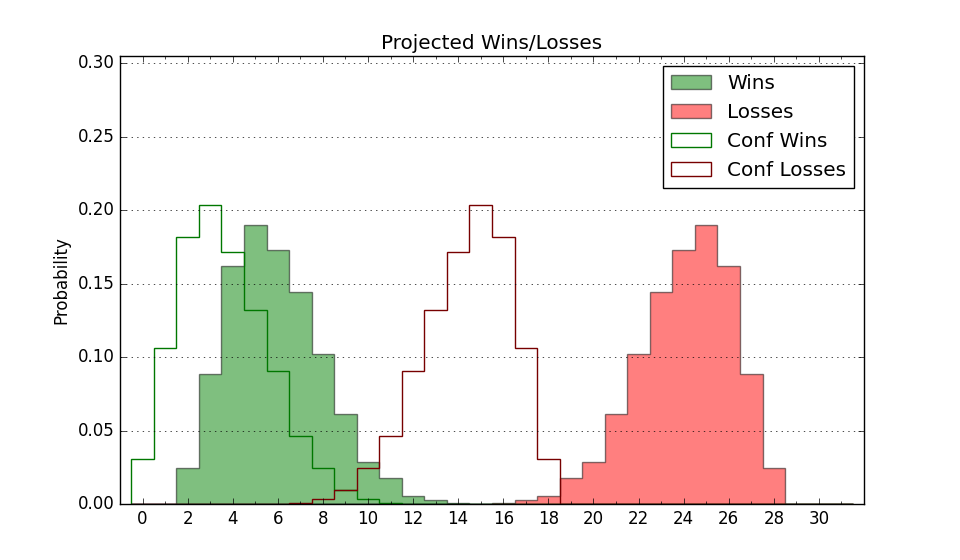 Projected Wins/Losses
0.30
0.25
0.20
0.15
0.10
0.05
0.00
Probability
Wins
Losses
Conf Wins
Conf Losses
0 2 4 6 8 10 12 14 16 18 20 22 24 26 28 30